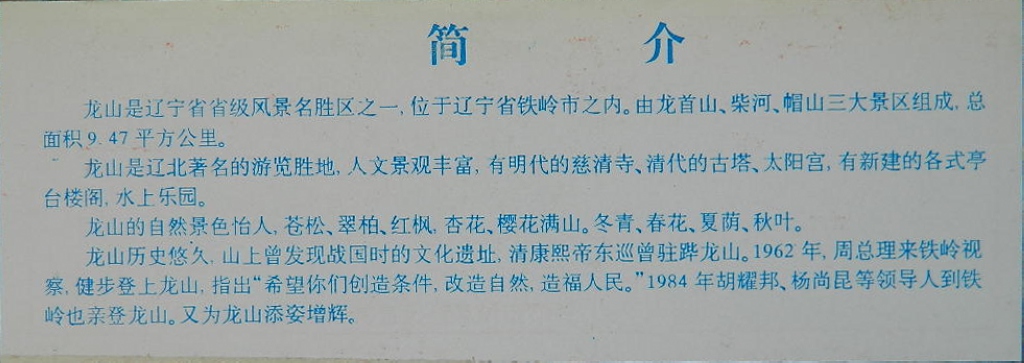 简 介
龙山是辽宁省省级风景名胜区之一,位于辽宁省铁岭市之内。由龙首山、柴河、帽山三大景区组成,总
面积9.47平方公里。
龙山是辽北著名的游览胜地,人文景观丰富,有明代的慈清寺、清代的古塔、太阳宫,有新建的各式亭
台楼阁,水上乐园。
龙山的自然景色怡人,苍松、翠柏、红枫,杏花、樱花满山。冬青、春花、夏荫、秋叶。
龙山历史悠久,山上曾发现战国时的文化遗址,清康熙帝东巡曾驻跸龙山。1962年,周总理来铁岭视
察,健步登上龙山,指出“希望你们创造条件,改造自然,造福人民。”1984年胡耀邦、杨尚昆等领导人到铁
岭也亲登龙山。又为龙山添姿增辉。